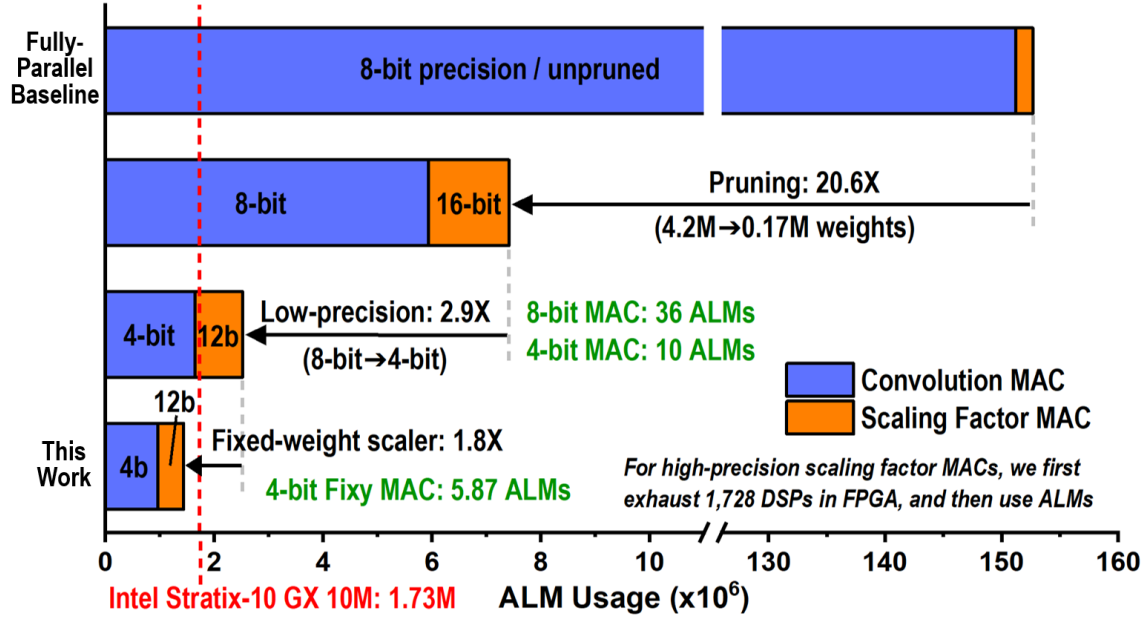 Fully-
Parallel
Baseline
8-bit precision / unpruned
8-bit
16-bit
Pruning: 20.6X
(4.2M→0.17M weights)
4-bit
12b
Low-precision: 2.9X
(8-bit→4-bit)
8-bit MAC: 36 ALMs
4-bit MAC: 10 ALMs
Convolution MAC
Scaling Factor MAC
This
Work
4b
12b
Fixed-weight scaler: 1.8X
4-bit Fixy MAC: 5.87 ALMs
For high-precision scaling factor MACs, we first
exhaust 1,728 DSPs in FPGA, and then use ALMs
0 2 4 6 8 10 130 140 150 160
Intel Stratix-10 GX 10M: 1.73M
ALM Usage (x10⁶)